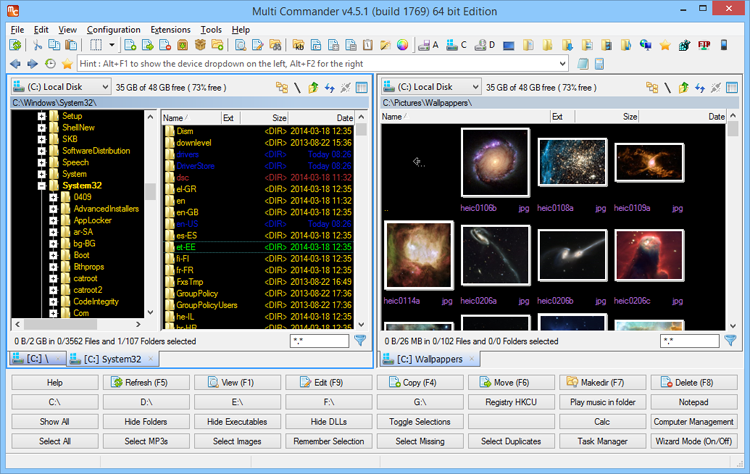 Multi Commander v4.5.1 (build 1769) 64 bit Edition
File Edit View Configuration Extensions Tools Help
A C D
FTP
Hint : Alt+F1 to show the device dropdown on the left, Alt+F2 for the right
(C:) Local Disk 35 GB of 48 GB free ( 73% free )
C:\Windows\System32\
Setup
ShellNew
SKB
SoftwareDistribution
Speech
System
System32
0409
AdvancedInstallers
AppLocker
ar-SA
bg-BG
Boot
Bthprops
catroot
catroot2
CodeIntegrity
Com
Name Ext Size Date
Dism <DIR> 2014-03-18 12:35
downlevel <DIR> 2013-08-22 15:36
drivers <DIR> Today 08:26
DriverStore <DIR> Today 08:26
dsc <DIR> 2014-03-18 11:32
el-GR <DIR> 2014-03-18 12:35
en <DIR> 2014-03-18 11:32
en-GB <DIR> 2014-03-18 12:35
en-US <DIR> Today 08:26
es-ES <DIR> 2014-03-18 12:35
et-EE <DIR> 2014-03-18 12:35
fi-FI <DIR> 2014-03-18 12:35
fr-FR <DIR> 2014-03-18 12:35
FxsTmp <DIR> 2013-08-22 16:49
GroupPolicy <DIR> 2013-08-22 17:36
GroupPolicyUsers <DIR> 2013-08-22 17:36
he-IL <DIR> 2014-03-18 12:35
hr-HR <DIR> 2014-03-18 12:35
0 B/2 GB in 0/3562 Files and 1/107 Folders selected *.*
[C:] \ [C:] System32
(C:) Local Disk 35 GB of 48 GB free ( 73% free )
C:\Pictures\Wallpappers\
Name Ext Size Date
..
heic0106b jpg heic0108a jpg heic0109a jpg
heic0114a jpg heic0206a jpg heic0206b jpg heic0206c jpg
0 B/26 MB in 0/102 Files and 0/0 Folders selected *.*
[C:] Wallpappers
Help Refresh (F5) View (F1) Edit (F9) Copy (F4) Move (F6) Makedir (F7) Delete (F8)
C:\ D:\ E:\ F:\ G:\ Registry HKCU Play music in folder Notepad
Show All Hide Folders Hide Executables Hide DLLs Toggle Selections Calc Computer Management
Select All Select MP3s Select Images Remember Selection Select Missing Select Duplicates Task Manager Wizard Mode (On/Off)